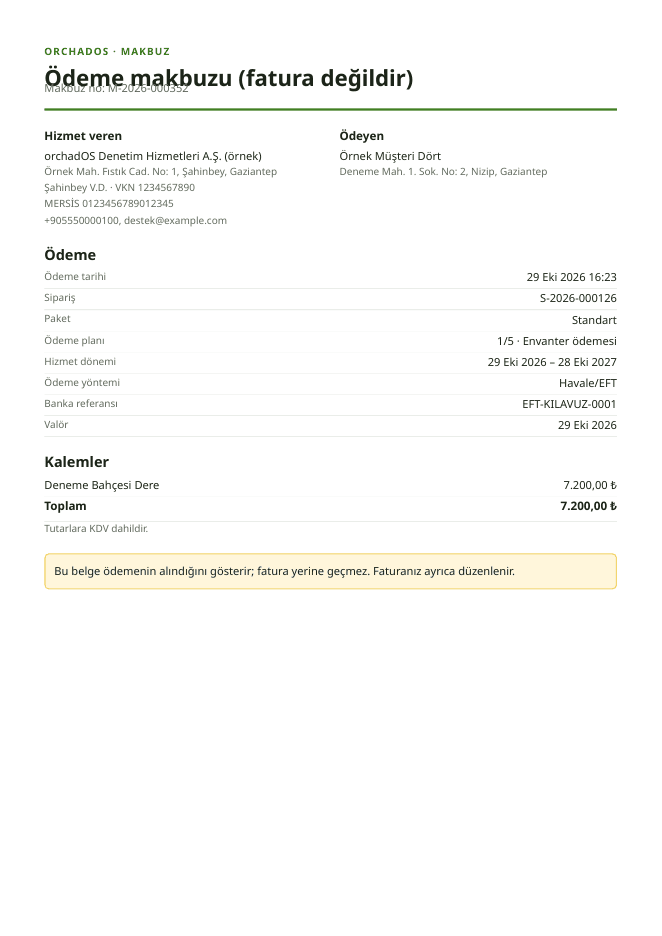 ORCHADOS · MAKBUZ
Ödeme makbuzu (fatura değildir)
Makbuz no: M-2026-000352
Hizmet veren
orchadOS Denetim Hizmetleri A.Ş. (örnek)
Örnek Mah. Fıstık Cad. No: 1, Şahinbey, Gaziantep
Şahinbey V.D. · VKN 1234567890
MERSİS 0123456789012345
+905550000100, destek@example.com
Ödeyen
Örnek Müşteri Dört
Deneme Mah. 1. Sok. No: 2, Nizip, Gaziantep
Ödeme
Ödeme tarihi 29 Eki 2026 16:23
Sipariş S-2026-000126
Paket Standart
Ödeme planı 1/5 · Envanter ödemesi
Hizmet dönemi 29 Eki 2026 – 28 Eki 2027
Ödeme yöntemi Havale/EFT
Banka referansı EFT-KILAVUZ-0001
Valör 29 Eki 2026
Kalemler
Deneme Bahçesi Dere 7.200,00 ₺
Toplam 7.200,00 ₺
Tutarlara KDV dahildir.
Bu belge ödemenin alındığını gösterir; fatura yerine geçmez. Faturanız ayrıca düzenlenir.